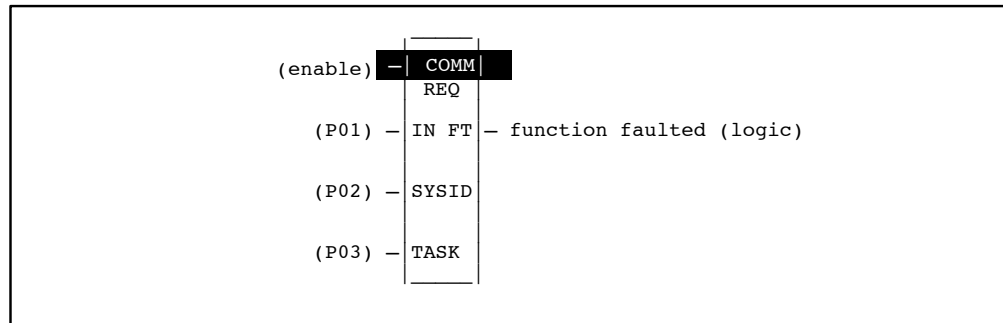 (enable) —| COMM|
REQ
(P01) — IN FT — function faulted (logic)
(P02) — SYSID
(P03) — TASK